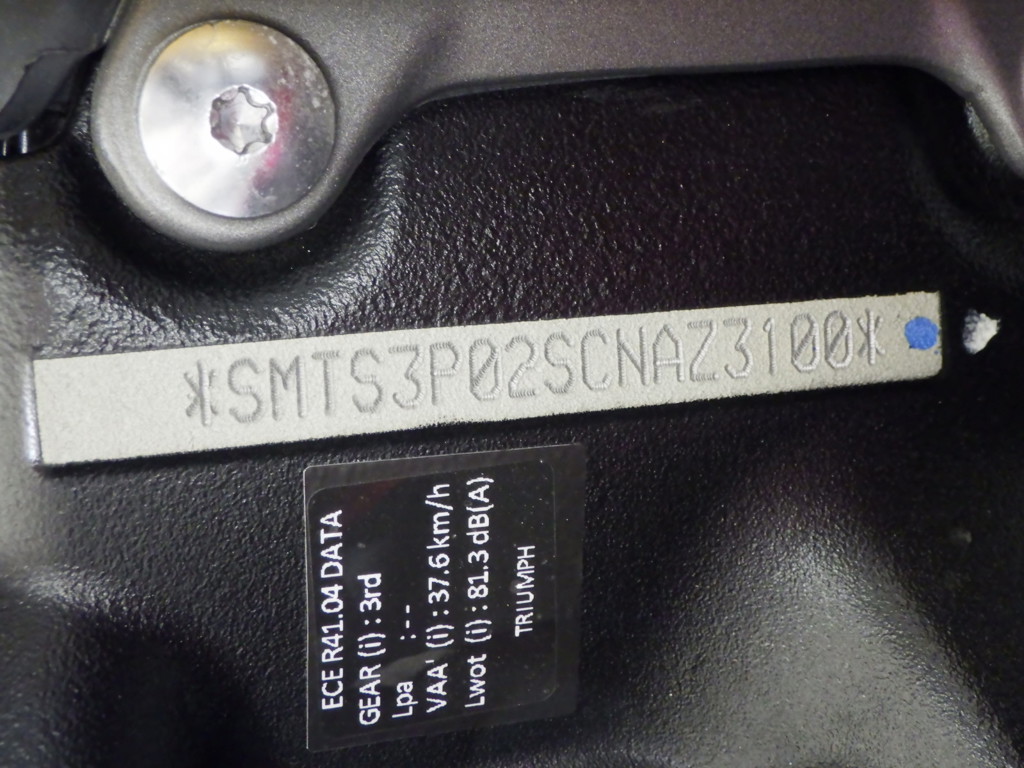 *SMTS3P02SCNAZ3100*
ECE R41.04 DATA
GEAR (i) : 3rd
Lpa : - -
VAA' (i) : 37.6 km/h
Lwot (i) : 81.3 dB(A)
TRIUMPH